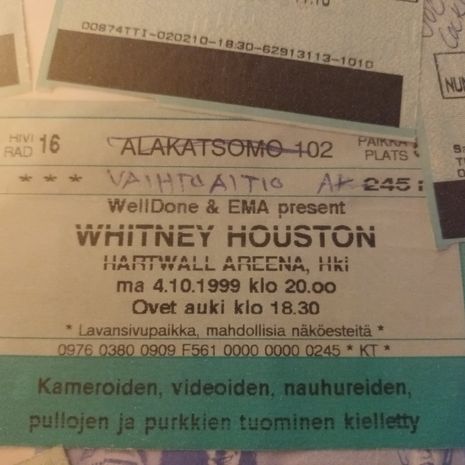 00874TTI-020210-18:30-62913113-1010
NU
HIVI 16 ALAKATSOMO 102 PAIKKA
RAD PLATS
* * * VAIHTOAITIO A 245
WellDone & EMA present
WHITNEY HOUSTON
HARTWALL AREENA, Hki
ma 4.10.1999 klo 20.00
Ovet auki klo 18.30
* Lavansivupaikka, mahdollisia näköesteitä *
0976 0380 0909 F561 0000 0000 0245 * KT *
Kameroiden, videoiden, nauhureiden,
pullojen ja purkkien tuominen kielletty